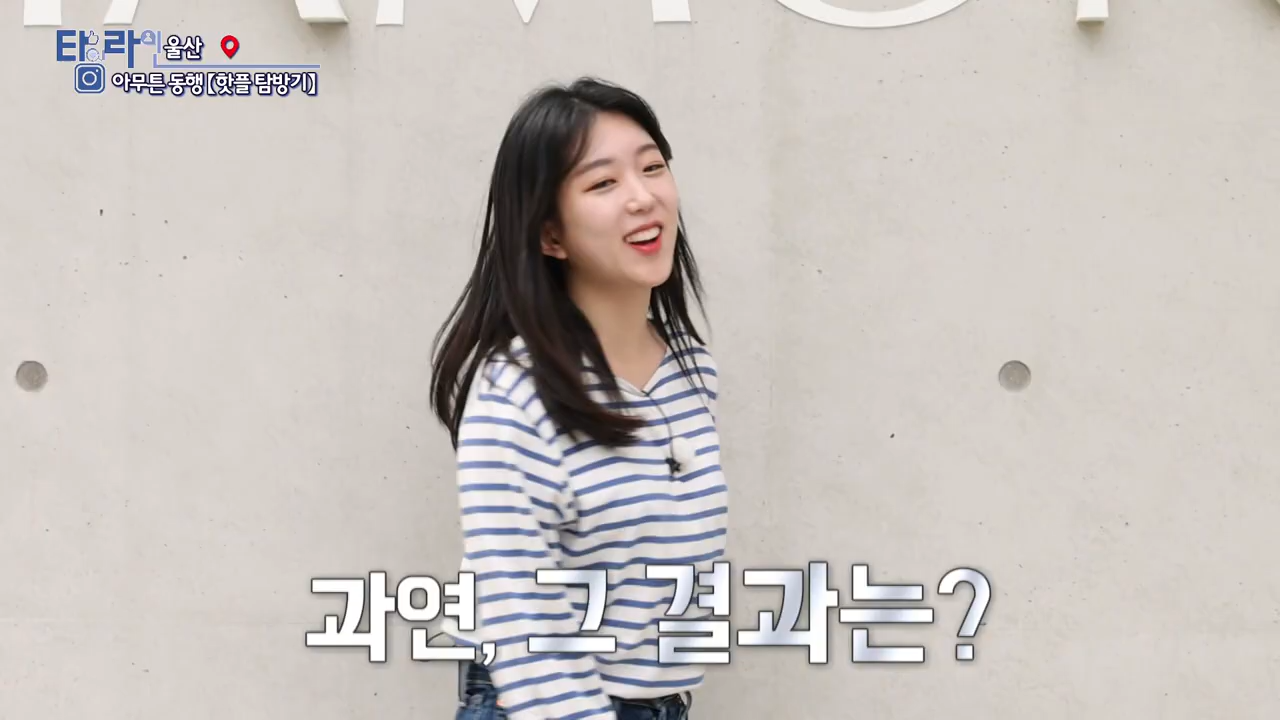 타라인 울산
아무튼 동행 【핫플 탐방기】
과연, 그 결과는?